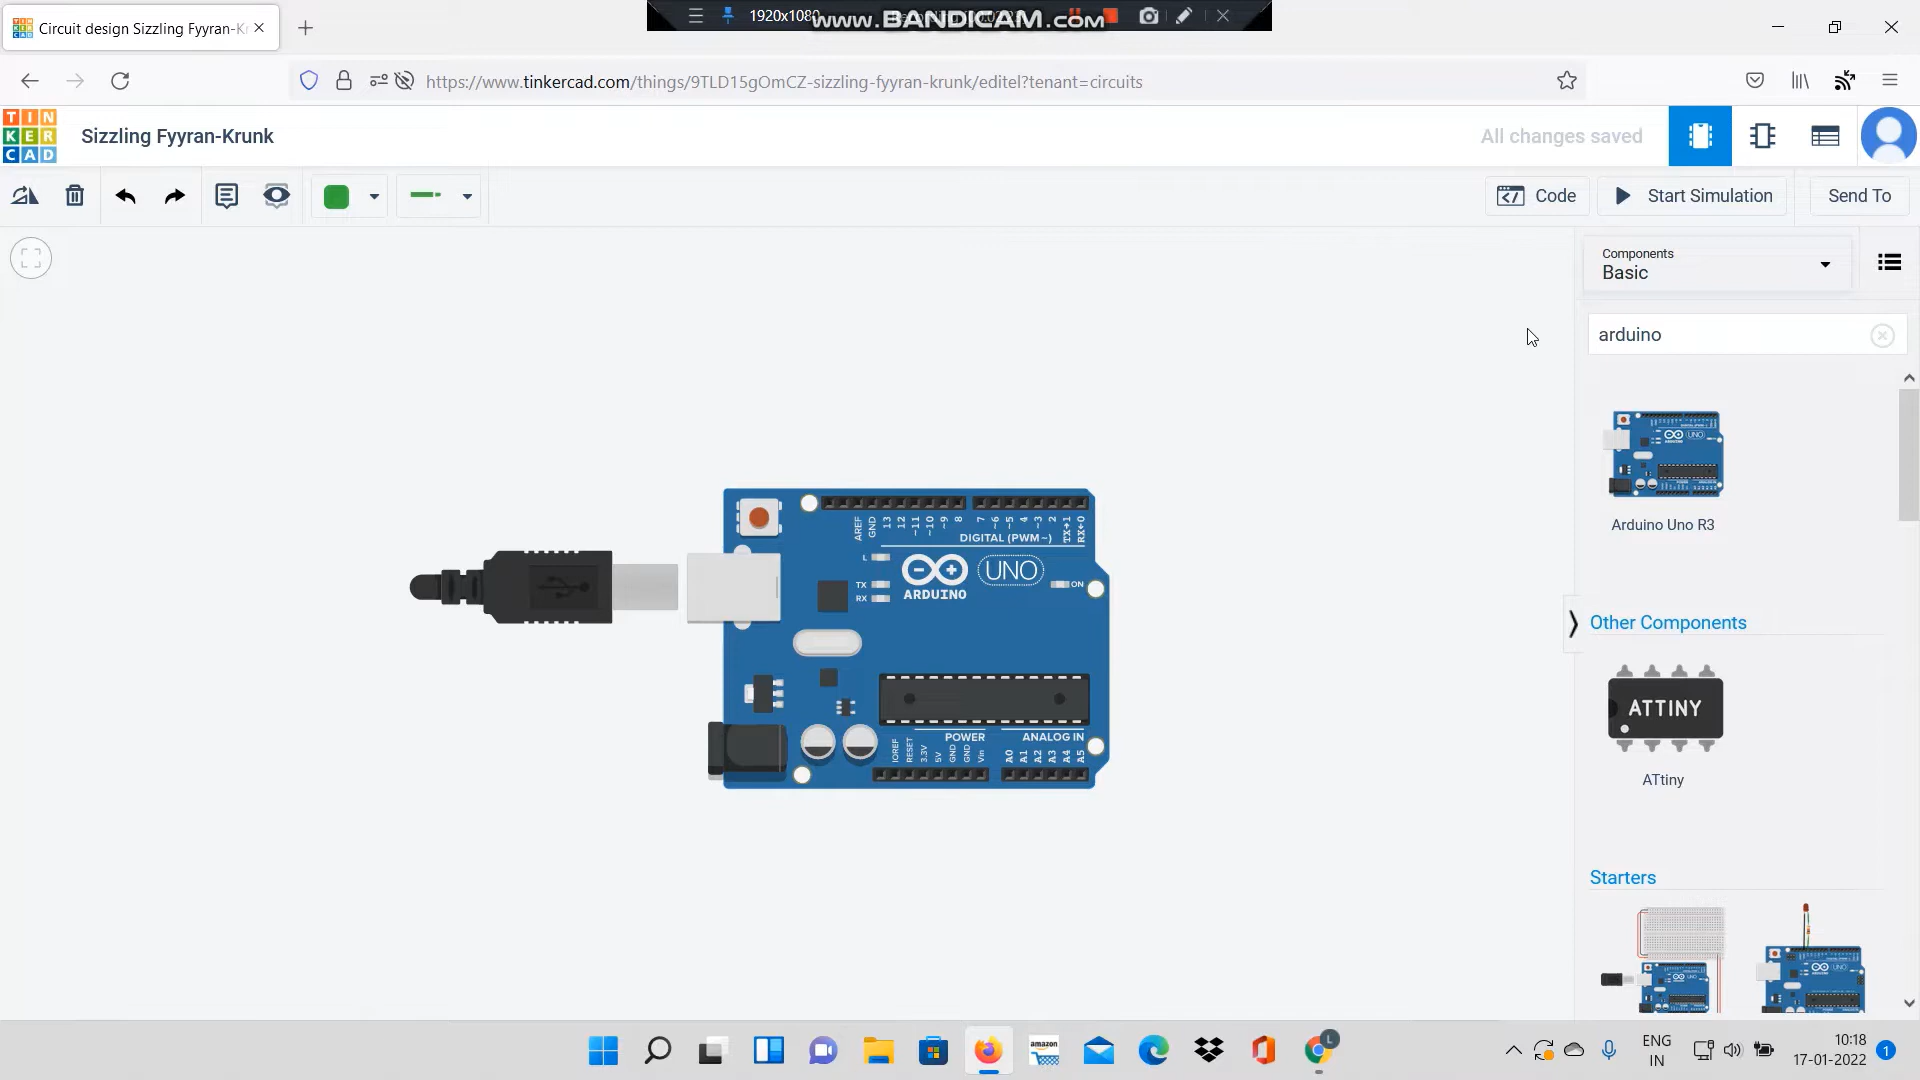 Circuit design Sizzling Fyyran-Kr
1920x1080
www.BANDICAM.com
https://www.tinkercad.com/things/9TLD15gOmCZ-sizzling-fyyran-krunk/editel?tenant=circuits
TIN
KER
CAD
Sizzling Fyyran-Krunk
All changes saved
Code
Start Simulation
Send To
Components
Basic
arduino
Arduino Uno R3
Other Components
ATTINY
ATtiny
Starters
AREF
GND
13
12
~11
~10
~9
8
7
~6
~5
4
~3
2
TX→1
RX←0
DIGITAL (PWM~)
L
TX
RX
UNO
ARDUINO
ON
POWER
ANALOG IN
IOREF
RESET
3.3V
5V
GND
GND
Vin
A0
A1
A2
A3
A4
A5
amazon
L
ENG
IN
10:18
17-01-2022
1